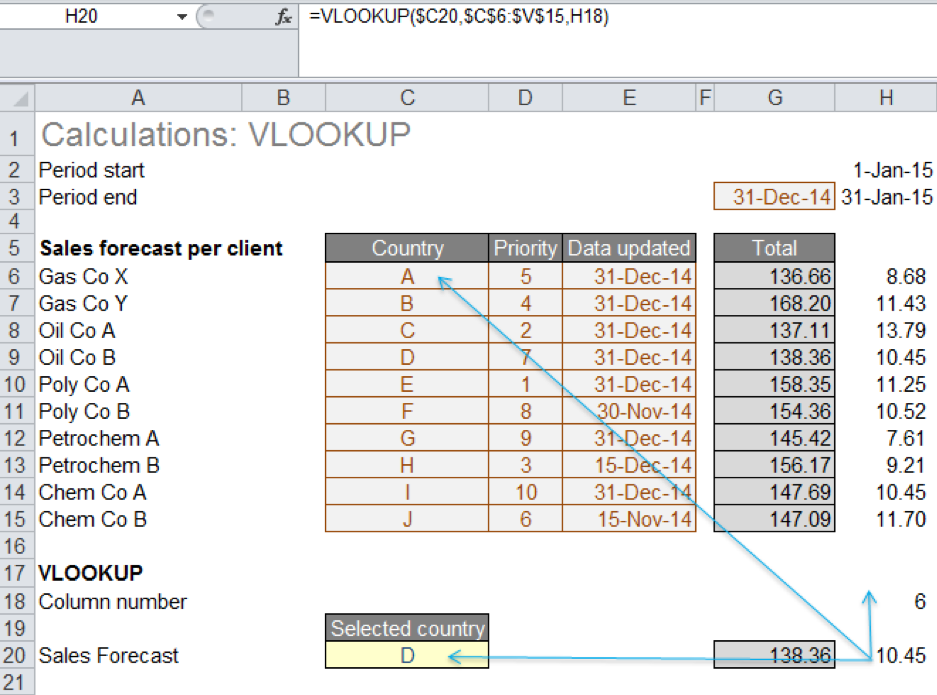 H20 fx =VLOOKUP($C20,$C$6:$V$15,H18)
A B C D E F G H
1 Calculations: VLOOKUP
2 Period start 1-Jan-15
3 Period end 31-Dec-14 31-Jan-15
4
5 Sales forecast per client Country Priority Data updated Total
6 Gas Co X A 5 31-Dec-14 136.66 8.68
7 Gas Co Y B 4 31-Dec-14 168.20 11.43
8 Oil Co A C 2 31-Dec-14 137.11 13.79
9 Oil Co B D 7 31-Dec-14 138.36 10.45
10 Poly Co A E 1 31-Dec-14 158.35 11.25
11 Poly Co B F 8 30-Nov-14 154.36 10.52
12 Petrochem A G 9 31-Dec-14 145.42 7.61
13 Petrochem B H 3 15-Dec-14 156.17 9.21
14 Chem Co A I 10 31-Dec-14 147.69 10.45
15 Chem Co B J 6 15-Nov-14 147.09 11.70
16
17 VLOOKUP
18 Column number 6
19 Selected country
20 Sales Forecast D 138.36 10.45
21